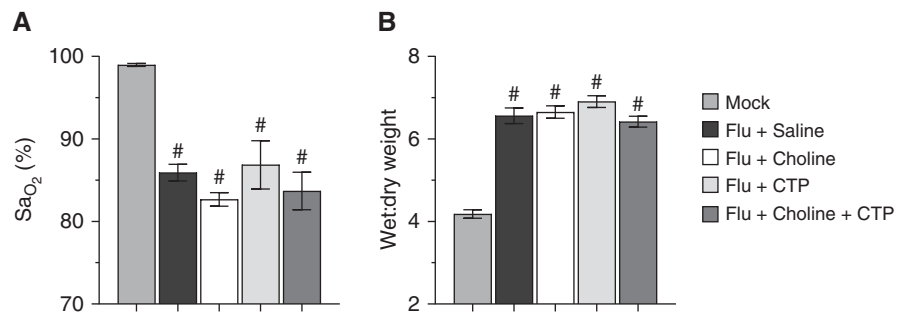 A
SaO2 (%)
100
90
80
70
#
#
#
#
B
Wet:dry weight
8
6
4
2
#
#
#
#
Mock
Flu + Saline
Flu + Choline
Flu + CTP
Flu + Choline + CTP